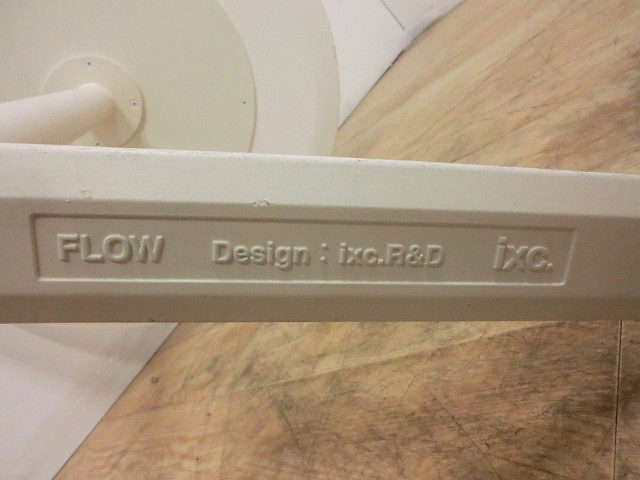 FLOW Design : ixc.R&D ixc.